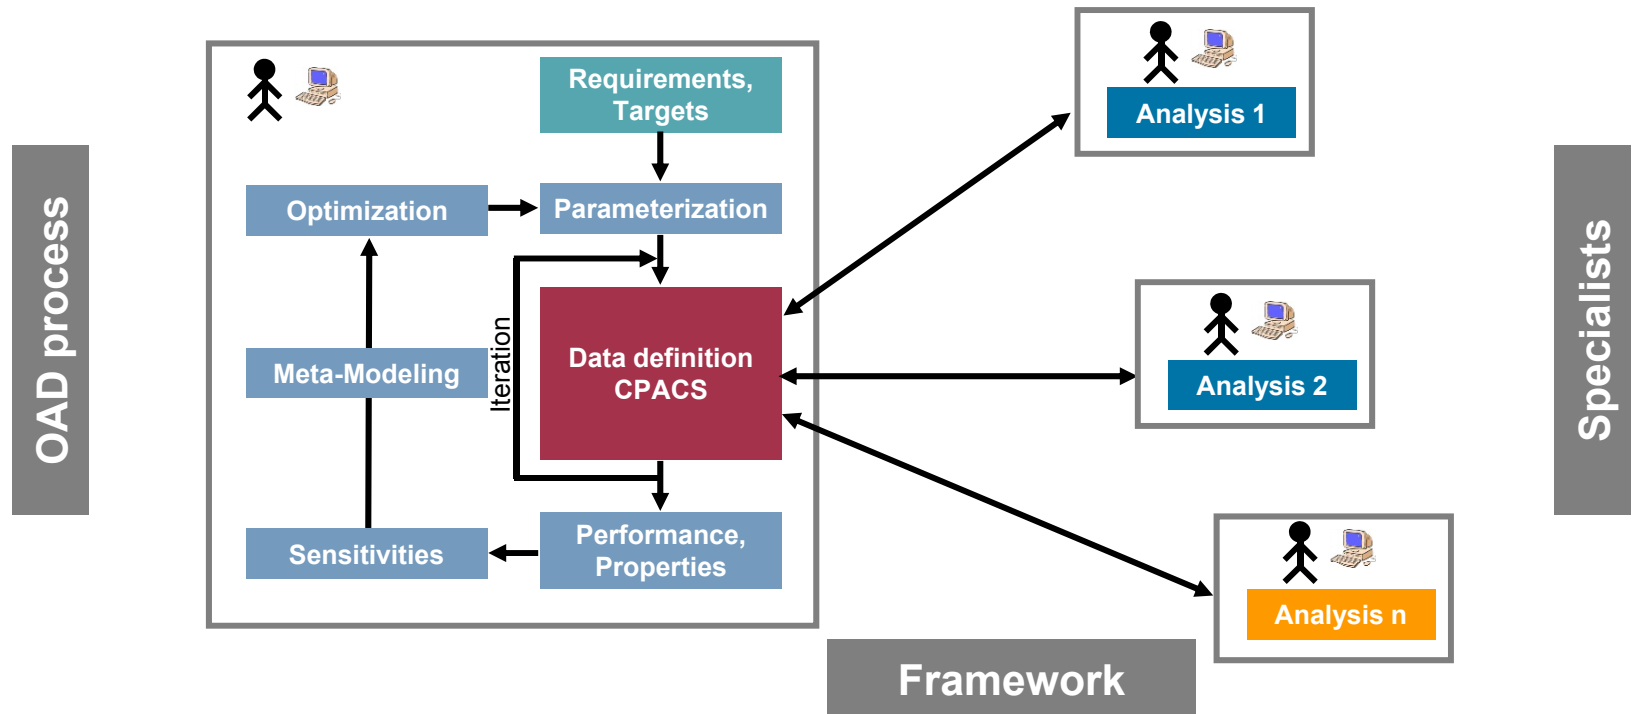 OAD process
Requirements,
Targets
Optimization
Parameterization
Iteration
Meta-Modeling
Data definition
CPACS
Sensitivities
Performance,
Properties
Analysis 1
Analysis 2
Analysis n
Framework
Specialists